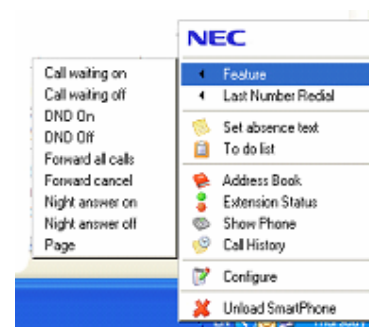 NEC
Feature
Last Number Redial
Set absence text
To do list
Address Book
Extension Status
Show Phone
Call History
Configure
Unload SmartPhone
Call waiting on
Call waiting off
DND On
DND Off
Forward all calls
Forward cancel
Night answer on
Night answer off
Page